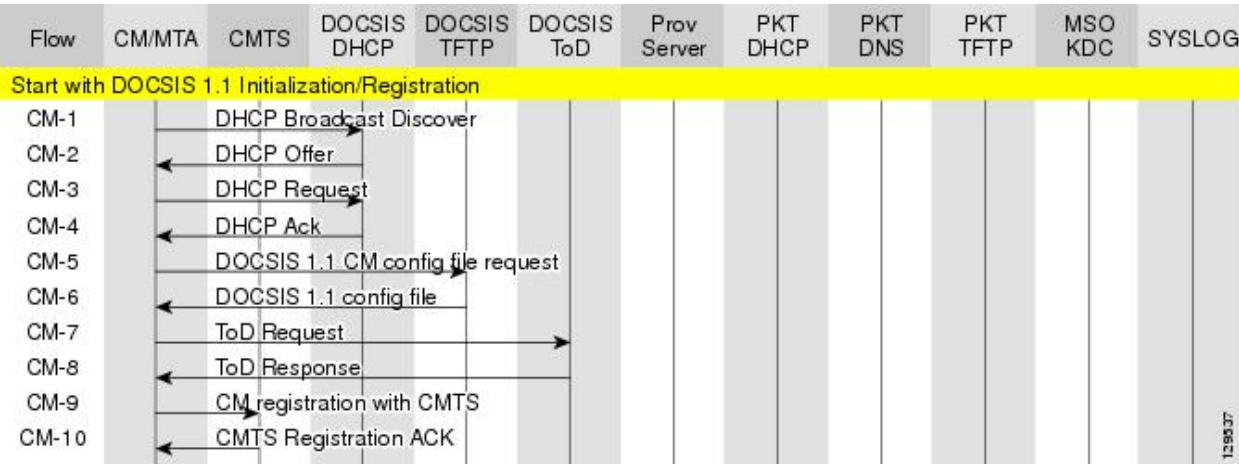 Flow CM/MTA CMTS DOCSIS DHCP DOCSIS TFTP DOCSIS ToD Prov Server PKT DHCP PKT DNS PKT TFTP MSO KDC SYSLOG
Start with DOCSIS 1.1 Initialization/Registration
CM-1 DHCP Broadcast Discover
CM-2 DHCP Offer
CM-3 DHCP Request
CM-4 DHCP Ack
CM-5 DOCSIS 1.1 CM config file request
CM-6 DOCSIS 1.1 config file
CM-7 ToD Request
CM-8 ToD Response
CM-9 CM registration with CMTS
CM-10 CMTS Registration ACK
129537